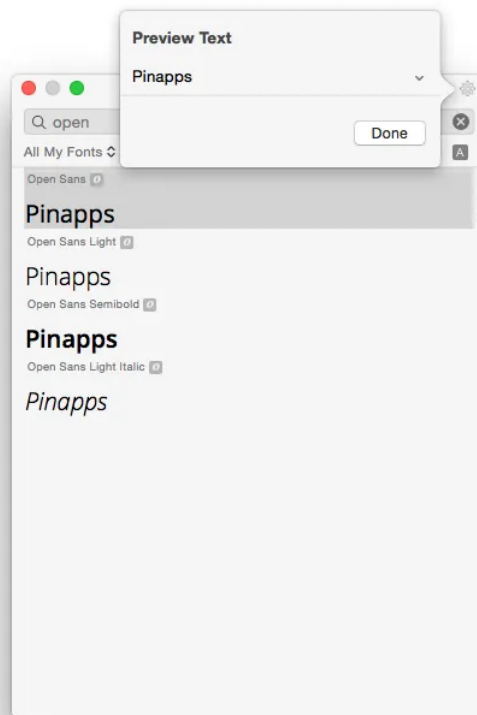 Preview Text
Pinapps
Done
open
All My Fonts
A
Open Sans O
Pinapps
Open Sans Light O
Pinapps
Open Sans Semibold O
Pinapps
Open Sans Light Italic O
Pinapps